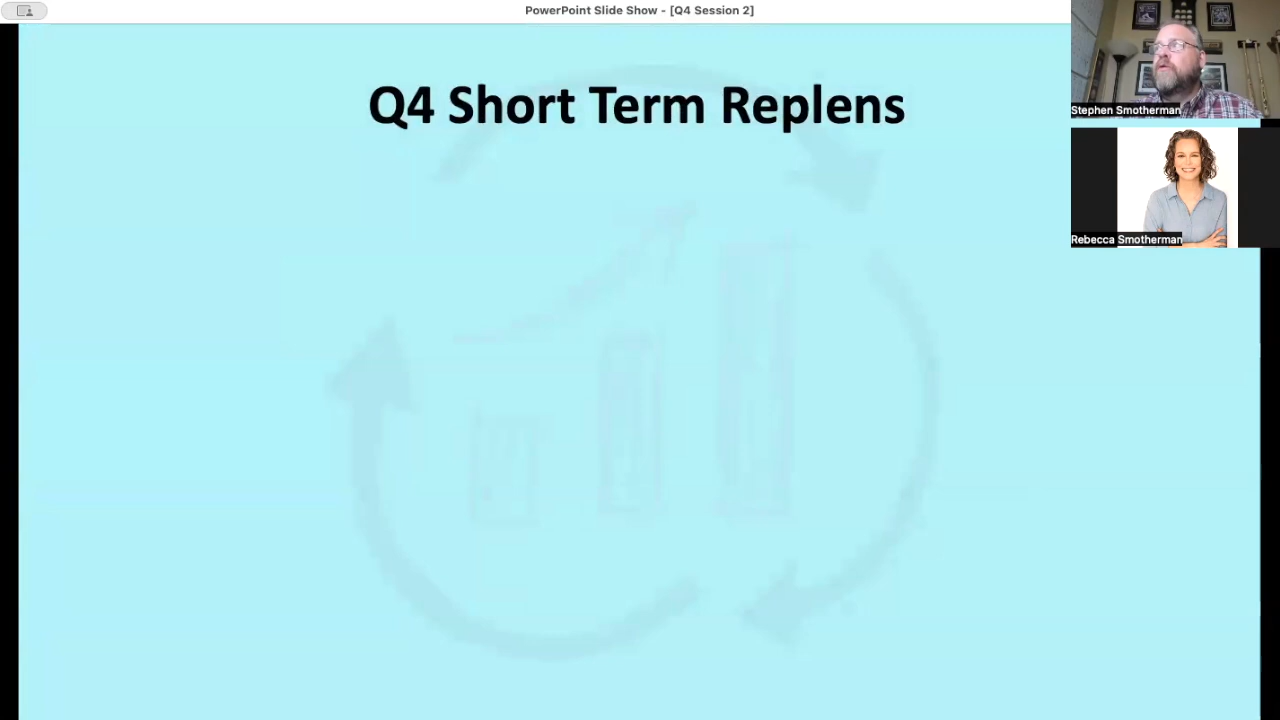 PowerPoint Slide Show - [Q4 Session 2]
Q4 Short Term Replens
Stephen Smotherman
Rebecca Smotherman